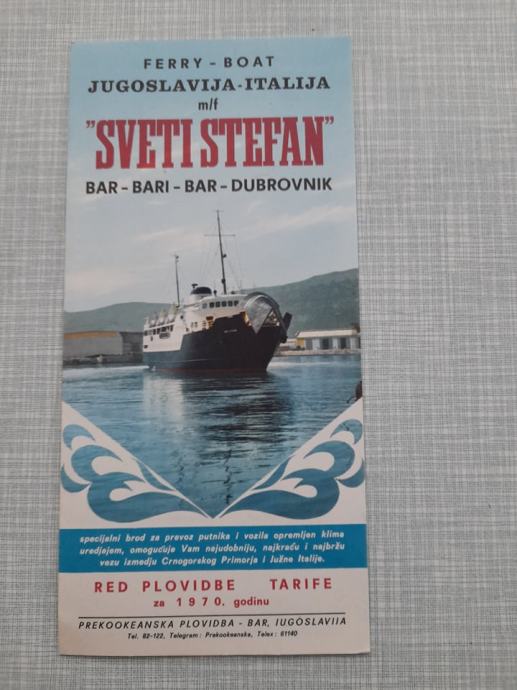 FERRY - BOAT
JUGOSLAVIJA-ITALIJA
m/f
"SVETI STEFAN"
BAR - BARI - BAR - DUBROVNIK
specijalni brod za prevoz putnika i vozila opremljen klima
uredjajem, omogućuje Vam najudobniju, najkraću i najbržu
vezu izmedju Crnogorskog Primorja i Južne Italije.
RED PLOVIDBE TARIFE
za 1970. godinu
PREKOOKEANSKA PLOVIDBA - BAR, JUGOSLAVIJA
Tel. 82-122, Telegram: Prekookeanska, Telex: 61140